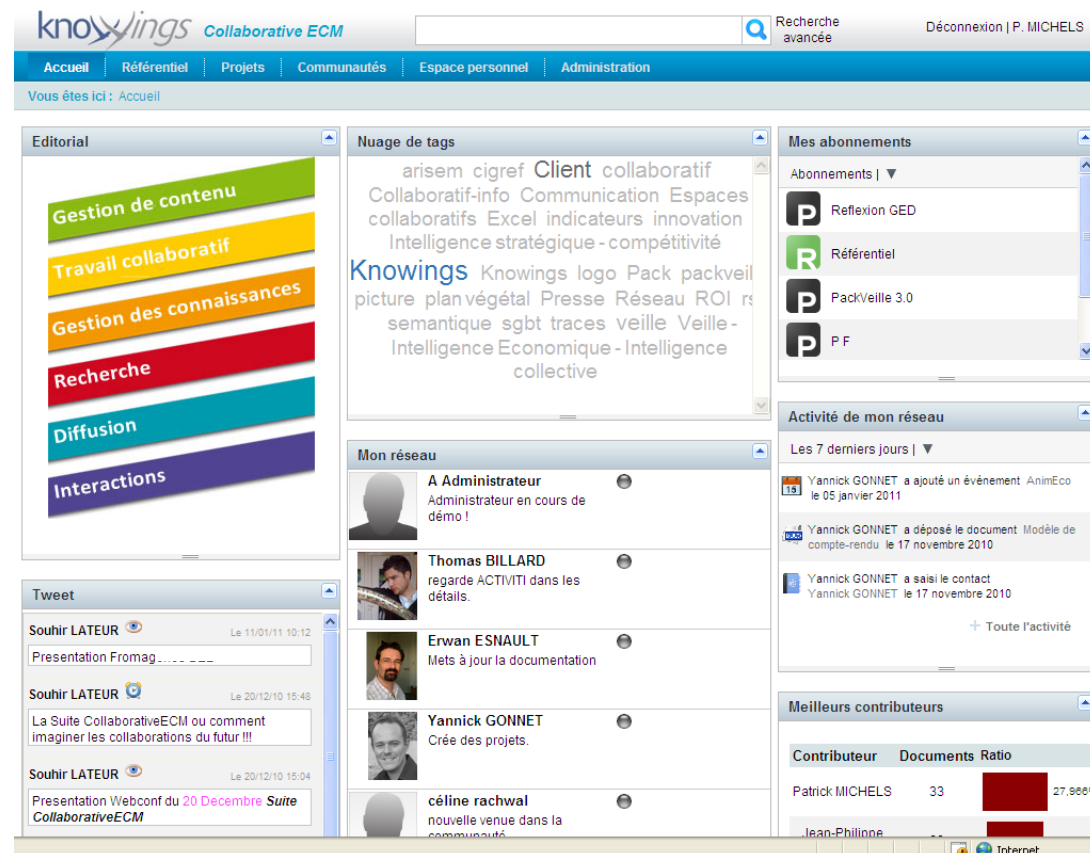 knowings Collaborative ECM
Recherche
avancée
Déconnexion | P. MICHELS
Accueil Référentiel Projets Communautés Espace personnel Administration
Vous êtes ici : Accueil
Editorial
Gestion de contenu
Travail collaboratif
Gestion des connaissances
Recherche
Diffusion
Interactions
Tweet
Souhir LATEUR Le 11/01/11 10:12
Presentation
Souhir LATEUR Le 20/12/10 15:48
La Suite CollaborativeECM ou comment
imaginer les collaborations du futur !!!
Souhir LATEUR Le 20/12/10 15:04
Presentation Webconf du 20 Decembre Suite
CollaborativeECM
Nuage de tags
arisem cigref Client collaboratif
Collaboratif-info Communication Espaces
collaboratifs Excel indicateurs innovation
Intelligence stratégique - compétitivité
Knowings Knowings logo Pack packveil
picture plan végétal Presse Réseau ROI
semantique sgbt traces veille Veille -
Intelligence Economique - Intelligence
collective
Mon réseau
A Administrateur
Administrateur en cours de
démo !
Thomas BILLARD
regarde ACTIVITI dans les
détails.
Erwan ESNAULT
Mets à jour la documentation
Yannick GONNET
Crée des projets.
céline rachwal
nouvelle venue dans la
communauté
Mes abonnements
Abonnements | ▼
P Reflexion GED
R Référentiel
P PackVeille 3.0
P P F
Activité de mon réseau
Les 7 derniers jours | ▼
15 Yannick GONNET a ajouté un événement AnimEco
le 05 janvier 2011
Yannick GONNET a déposé le document Modèle de
compte-rendu le 17 novembre 2010
Yannick GONNET a saisi le contact
Yannick GONNET le 17 novembre 2010
+ Toute l'activité
Meilleurs contributeurs
Contributeur Documents Ratio
Patrick MICHELS 33 27,966%
Jean-Philippe
Internet